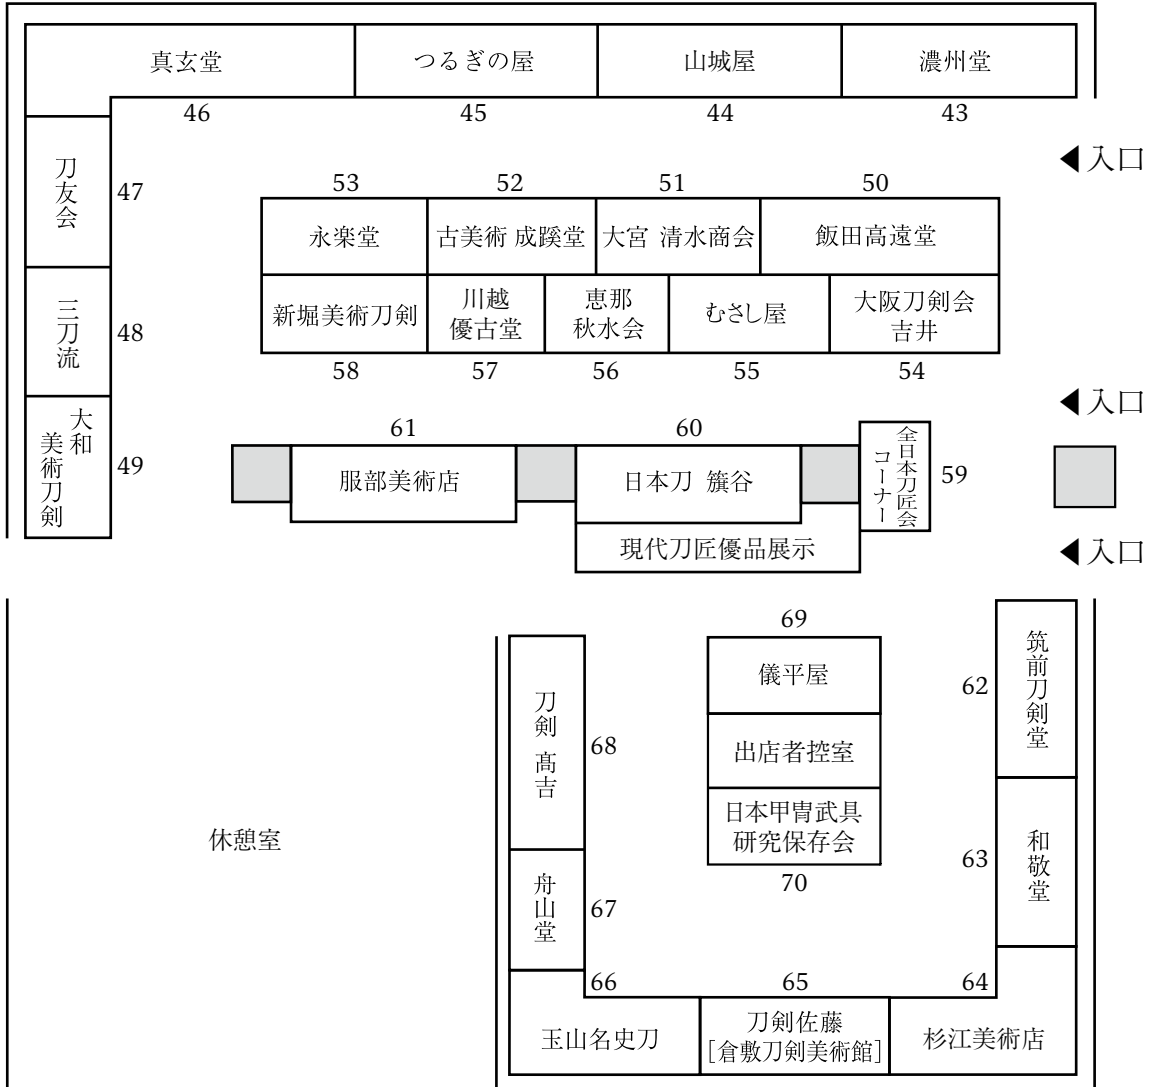 真玄堂
つるぎの屋
山城屋
濃州堂
46
45
44
43
入口
刀友会
47
53
52
51
50
永楽堂
古美術 成蹊堂
大宮 清水商会
飯田高遠堂
新堀美術刀剣
川越
優古堂
恵那
秋水会
むさし屋
大阪刀剣会
吉井
三刀流
48
58
57
56
55
54
入口
大和
美術刀剣
49
61
60
服部美術店
日本刀 籏谷
全日本刀匠会
コーナー
59
現代刀匠優品展示
入口
69
儀平屋
筑前刀剣堂
62
刀剣 髙吉
68
出店者控室
日本甲冑武具
研究保存会
70
休憩室
和敬堂
63
舟山堂
67
66
65
64
玉山名史刀
刀剣佐藤
[倉敷刀剣美術館]
杉江美術店